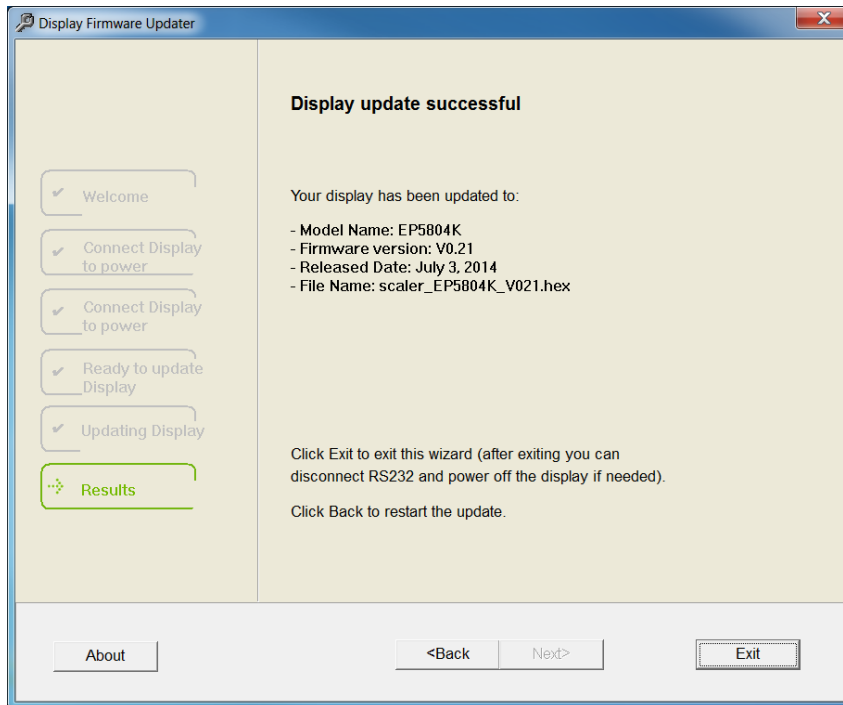 Display Firmware Updater
X
Display update successful
Welcome
Connect Display
to power
Connect Display
to power
Ready to update
Display
Updating Display
Results
Your display has been updated to:
- Model Name: EP5804K
- Firmware version: V0.21
- Released Date: July 3, 2014
- File Name: scaler_EP5804K_V021.hex
Click Exit to exit this wizard (after exiting you can
disconnect RS232 and power off the display if needed).
Click Back to restart the update.
About
<Back
Next>
Exit